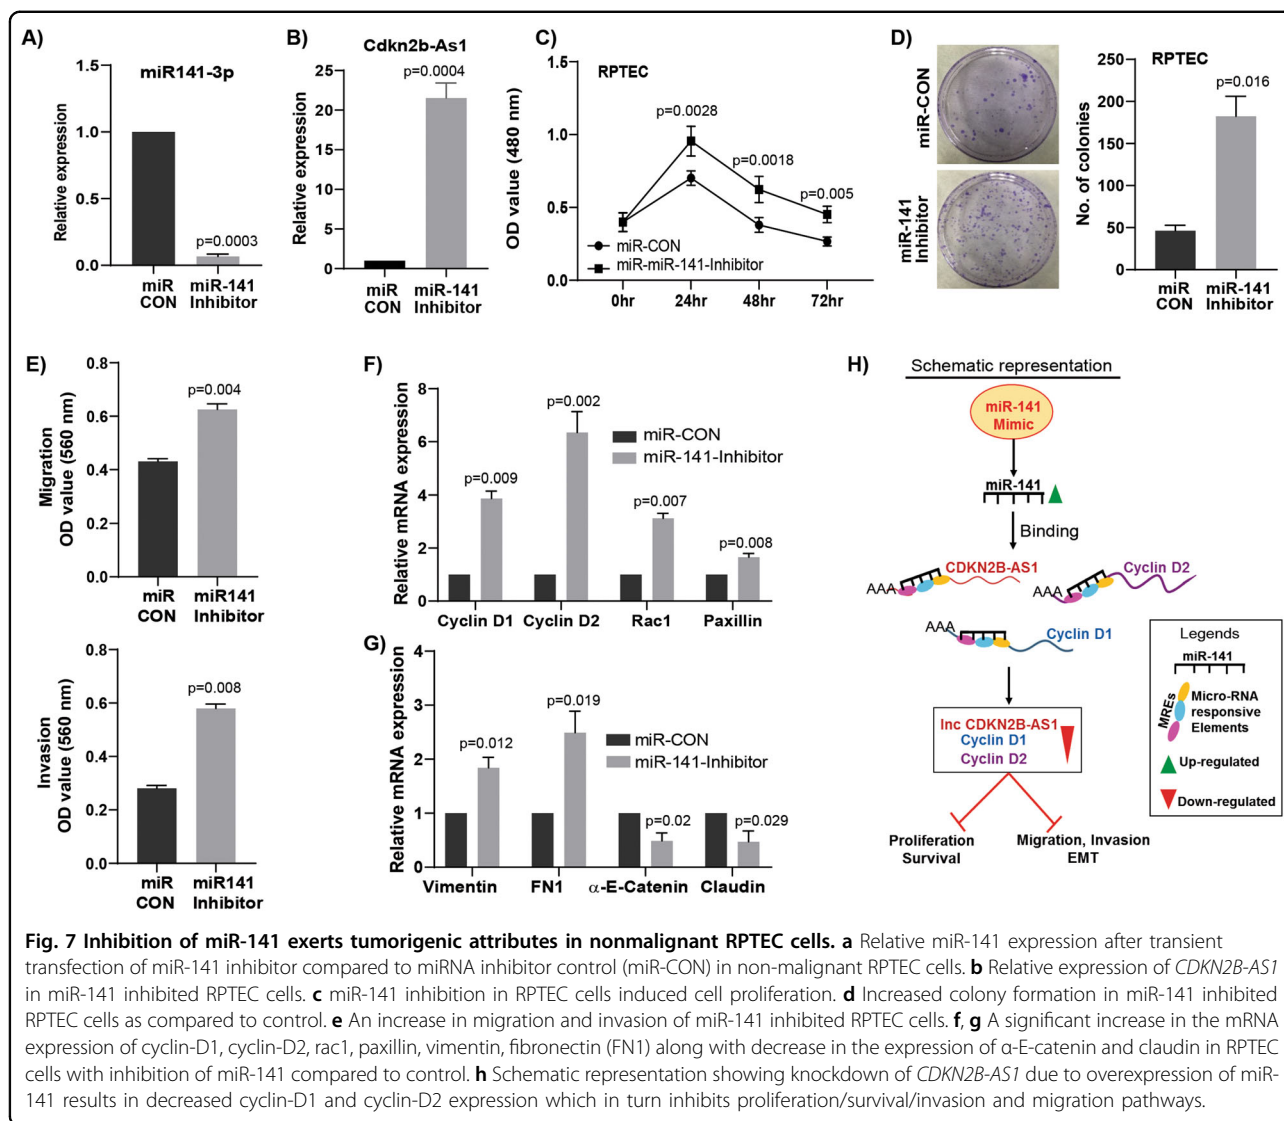 A)
miR141-3p
Relative expression
1.5
1.0
0.5
0.0
p=0.0003
miR
CON
miR-141
Inhibitor
B)
Cdkn2b-As1
Relative expression
25
20
15
10
5
0
p=0.0004
miR
CON
miR-141
Inhibitor
C)
RPTEC
OD value (480 nm)
1.5
1.0
0.5
0.0
p=0.0028
p=0.0018
p=0.005
miR-CON
miR-miR-141-Inhibitor
0hr 24hr 48hr 72hr
D)
miR-CON
miR-141
Inhibitor
RPTEC
No. of colonies
250
200
150
100
50
0
p=0.016
miR
CON
miR-141
Inhibitor
E)
Migration
OD value (560 nm)
0.8
0.6
0.4
0.2
0.0
p=0.004
miR
CON
miR141
Inhibitor
Invasion
OD value (560 nm)
0.8
0.6
0.4
0.2
0.0
p=0.008
miR
CON
miR141
Inhibitor
F)
Relative mRNA expression
8
6
4
2
0
p=0.009
p=0.002
p=0.007
p=0.008
miR-CON
miR-141-Inhibitor
Cyclin D1 Cyclin D2 Rac1 Paxillin
G)
Relative mRNA expression
4
3
2
1
0
p=0.012
p=0.019
p=0.02
p=0.029
miR-CON
miR-141-Inhibitor
Vimentin FN1 α-E-Catenin Claudin
H)
Schematic representation
miR-141
Mimic
miR-141
Binding
AAA
CDKN2B-AS1
AAA
Cyclin D2
AAA
Cyclin D1
lnc CDKN2B-AS1
Cyclin D1
Cyclin D2
Proliferation
Survival
Migration, Invasion
EMT
Legends
miR-141
MREs
Micro-RNA
responsive
Elements
Up-regulated
Down-regulated
Fig. 7 Inhibition of miR-141 exerts tumorigenic attributes in nonmalignant RPTEC cells. a Relative miR-141 expression after transient
transfection of miR-141 inhibitor compared to miRNA inhibitor control (miR-CON) in non-malignant RPTEC cells. b Relative expression of CDKN2B-AS1
in miR-141 inhibited RPTEC cells. c miR-141 inhibition in RPTEC cells induced cell proliferation. d Increased colony formation in miR-141 inhibited
RPTEC cells as compared to control. e An increase in migration and invasion of miR-141 inhibited RPTEC cells. f, g A significant increase in the mRNA
expression of cyclin-D1, cyclin-D2, rac1, paxillin, vimentin, fibronectin (FN1) along with decrease in the expression of α-E-catenin and claudin in RPTEC
cells with inhibition of miR-141 compared to control. h Schematic representation showing knockdown of CDKN2B-AS1 due to overexpression of miR-
141 results in decreased cyclin-D1 and cyclin-D2 expression which in turn inhibits proliferation/survival/invasion and migration pathways.